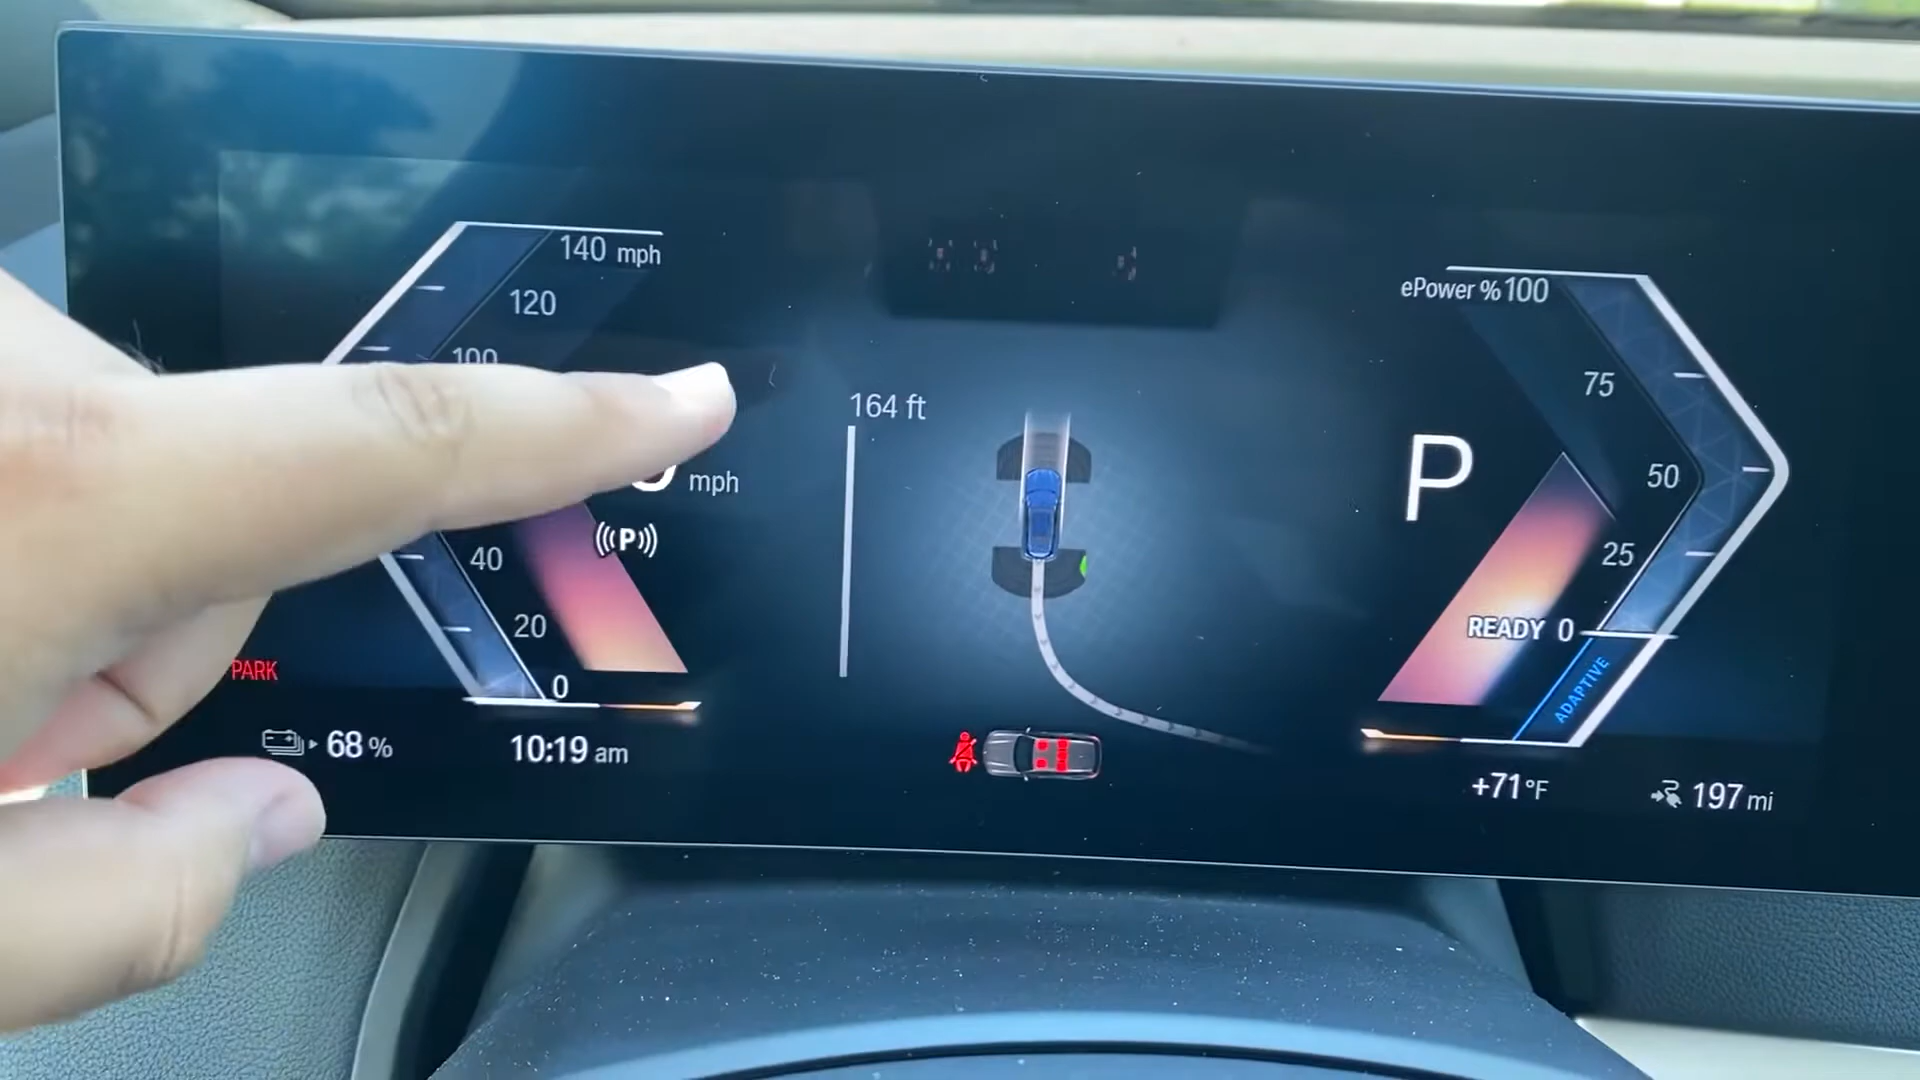 140 mph
120
100
mph
((P))
40
20
0
PARK
68 %
10:19 am
164 ft
ePower % 100
75
50
25
READY 0
P
ADAPTIVE
+71 °F
197 mi